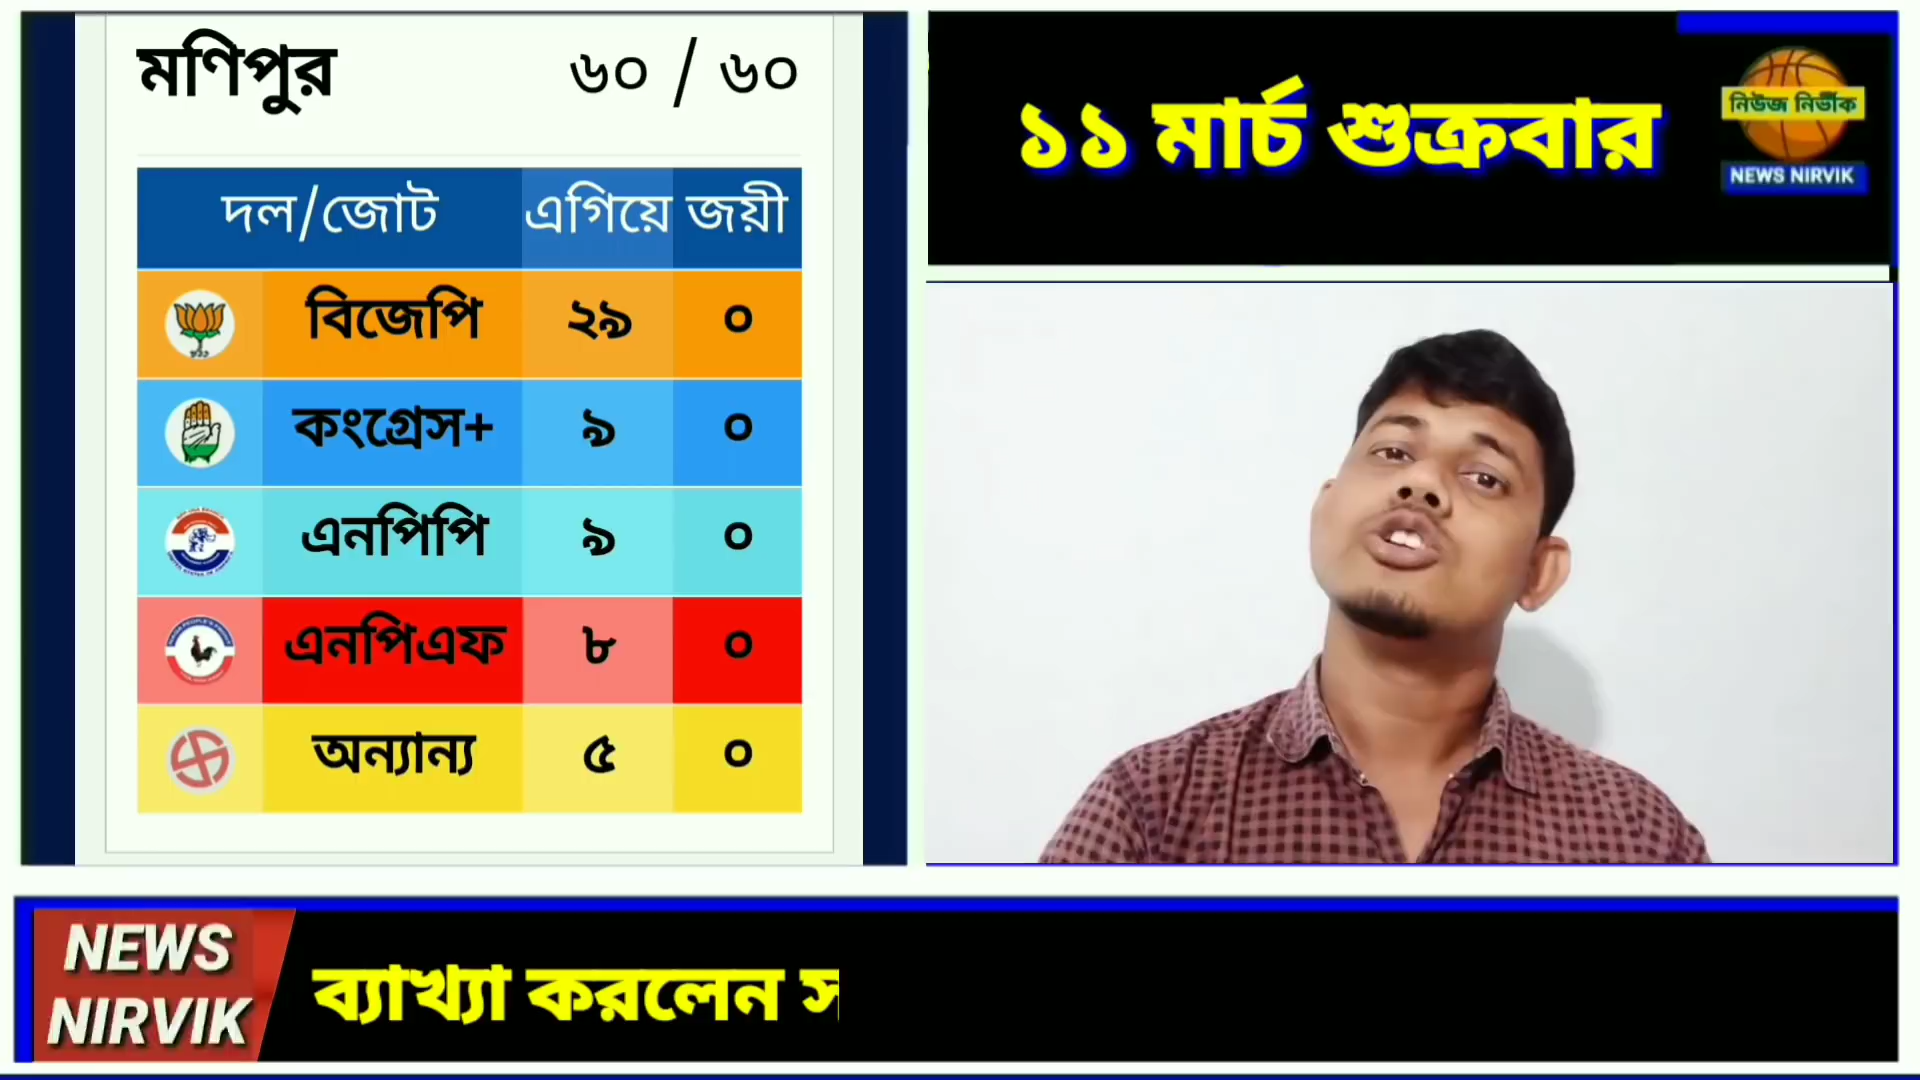 মণিপুর ৬০ / ৬০
দল/জোট এগিয়ে জয়ী
বিজেপি ২৯ ০
কংগ্রেস+ ৯ ০
এনপিপি ৯ ০
এনপিএফ ৮ ০
অন্যান্য ৫ ০
১১ মার্চ শুক্রবার
নিউজ নির্ভীক
NEWS NIRVIK
NEWS
NIRVIK
ব্যাখ্যা করলেন